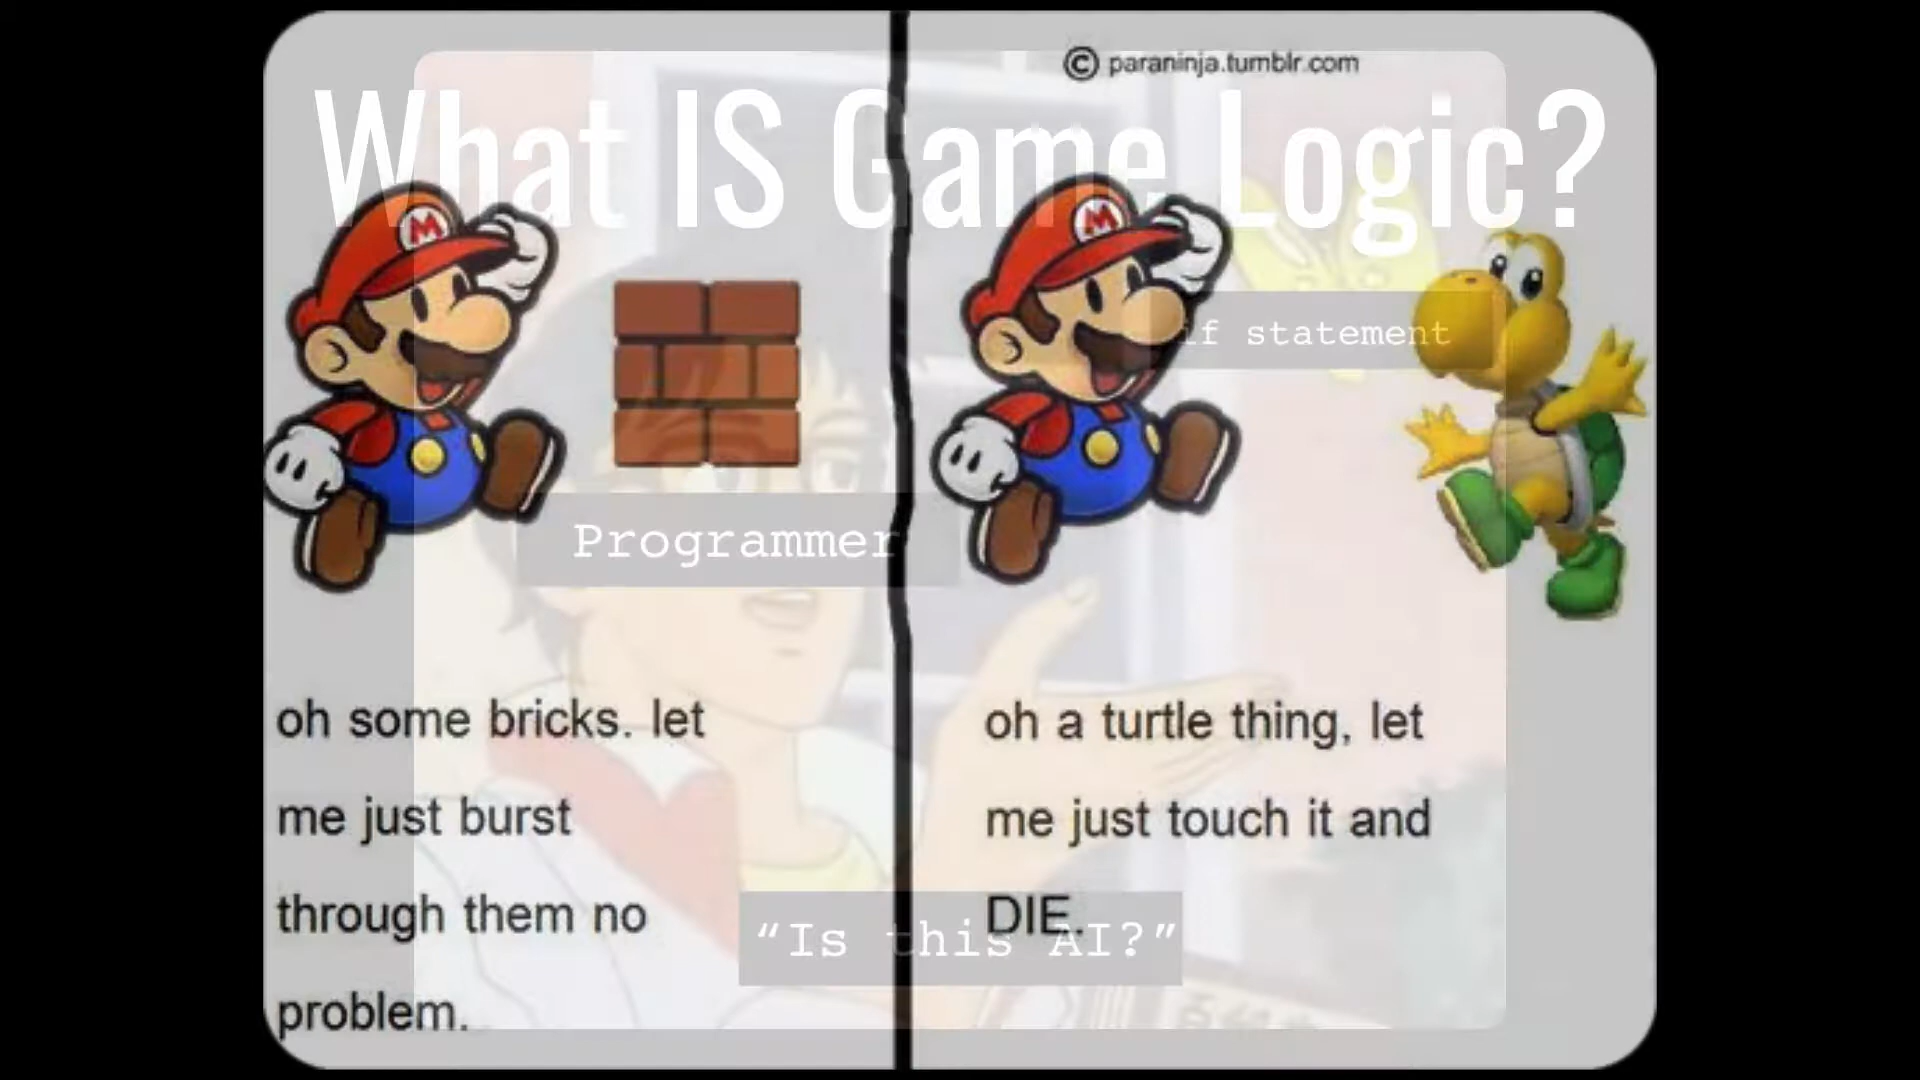 © paraninja.tumblr.com
What IS Game Logic?
M
M
if statement
Programmer
oh some bricks. let
me just burst
through them no
problem.
oh a turtle thing, let
me just touch it and
DIE.
“Is this AI?”